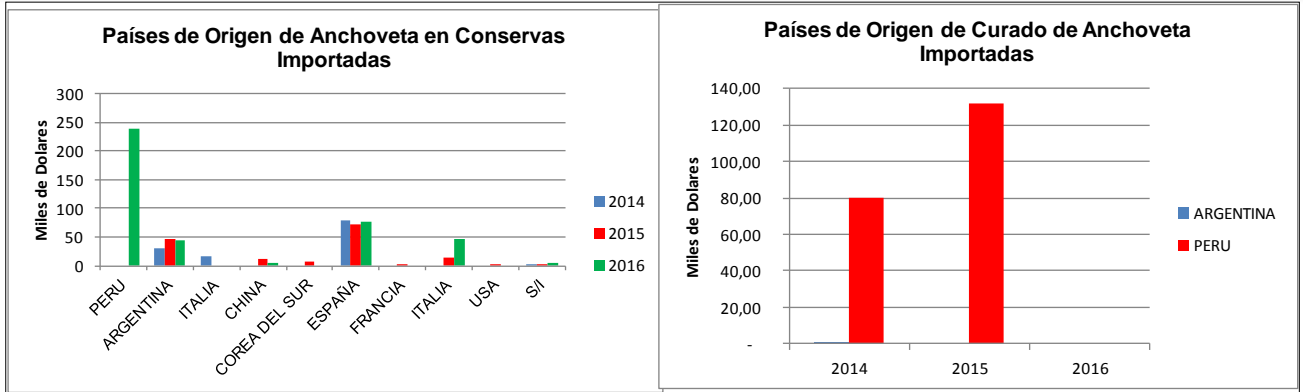 Países de Origen de Anchoveta en Conservas
Importadas
Miles de Dolares
300
250
200
150
100
50
0
PERU
ARGENTINA
ITALIA
CHINA
COREA DEL SUR
ESPAÑA
FRANCIA
ITALIA
USA
S/I
2014
2015
2016
Países de Origen de Curado de Anchoveta
Importadas
Miles de Dolares
140,00
120,00
100,00
80,00
60,00
40,00
20,00
-
2014
2015
2016
ARGENTINA
PERU